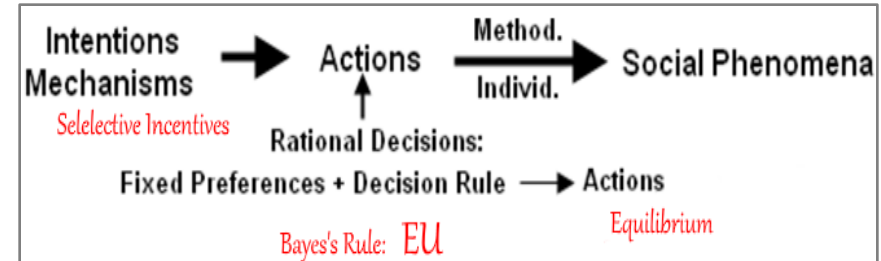 Intentions
Mechanisms
Selelective Incentives
Actions
Method.
Individ.
Social Phenomena
Rational Decisions:
Fixed Preferences + Decision Rule → Actions
Bayes's Rule: EU
Equilibrium